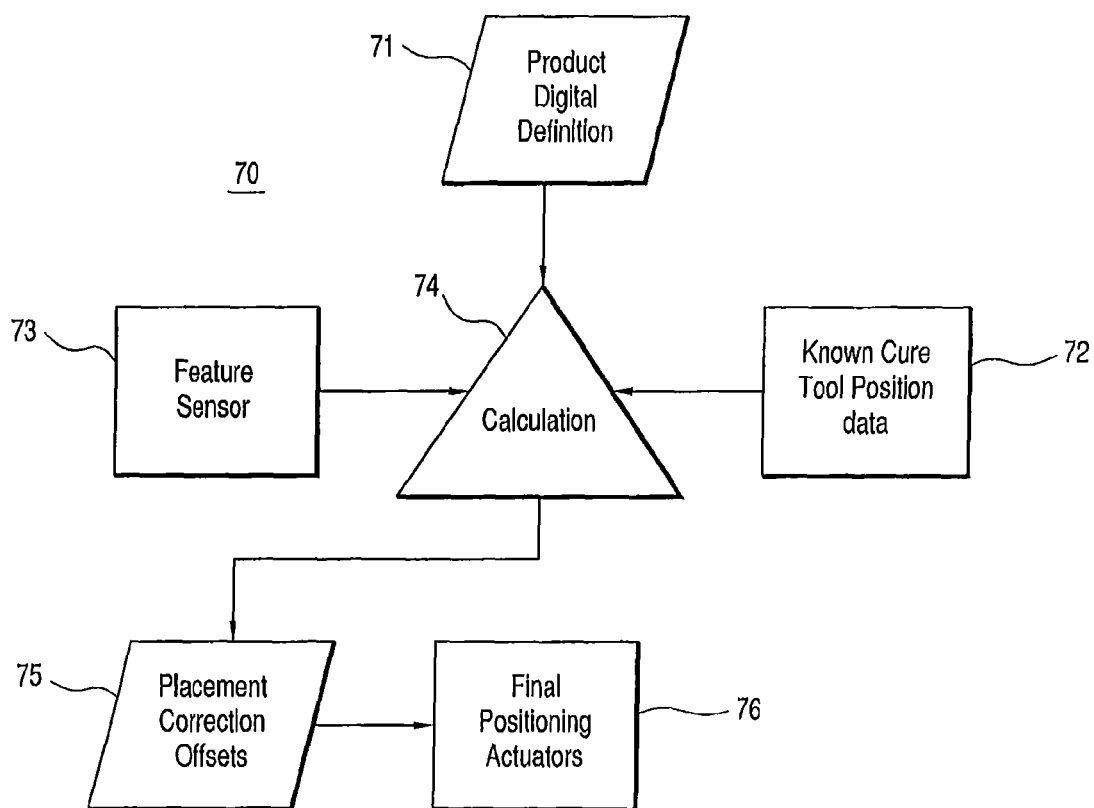 71
Product
Digital
Definition
70
74
73
Feature
Sensor
Calculation
Known Cure
Tool Position
data
72
75
Placement
Correction
Offsets
Final
Positioning
Actuators
76